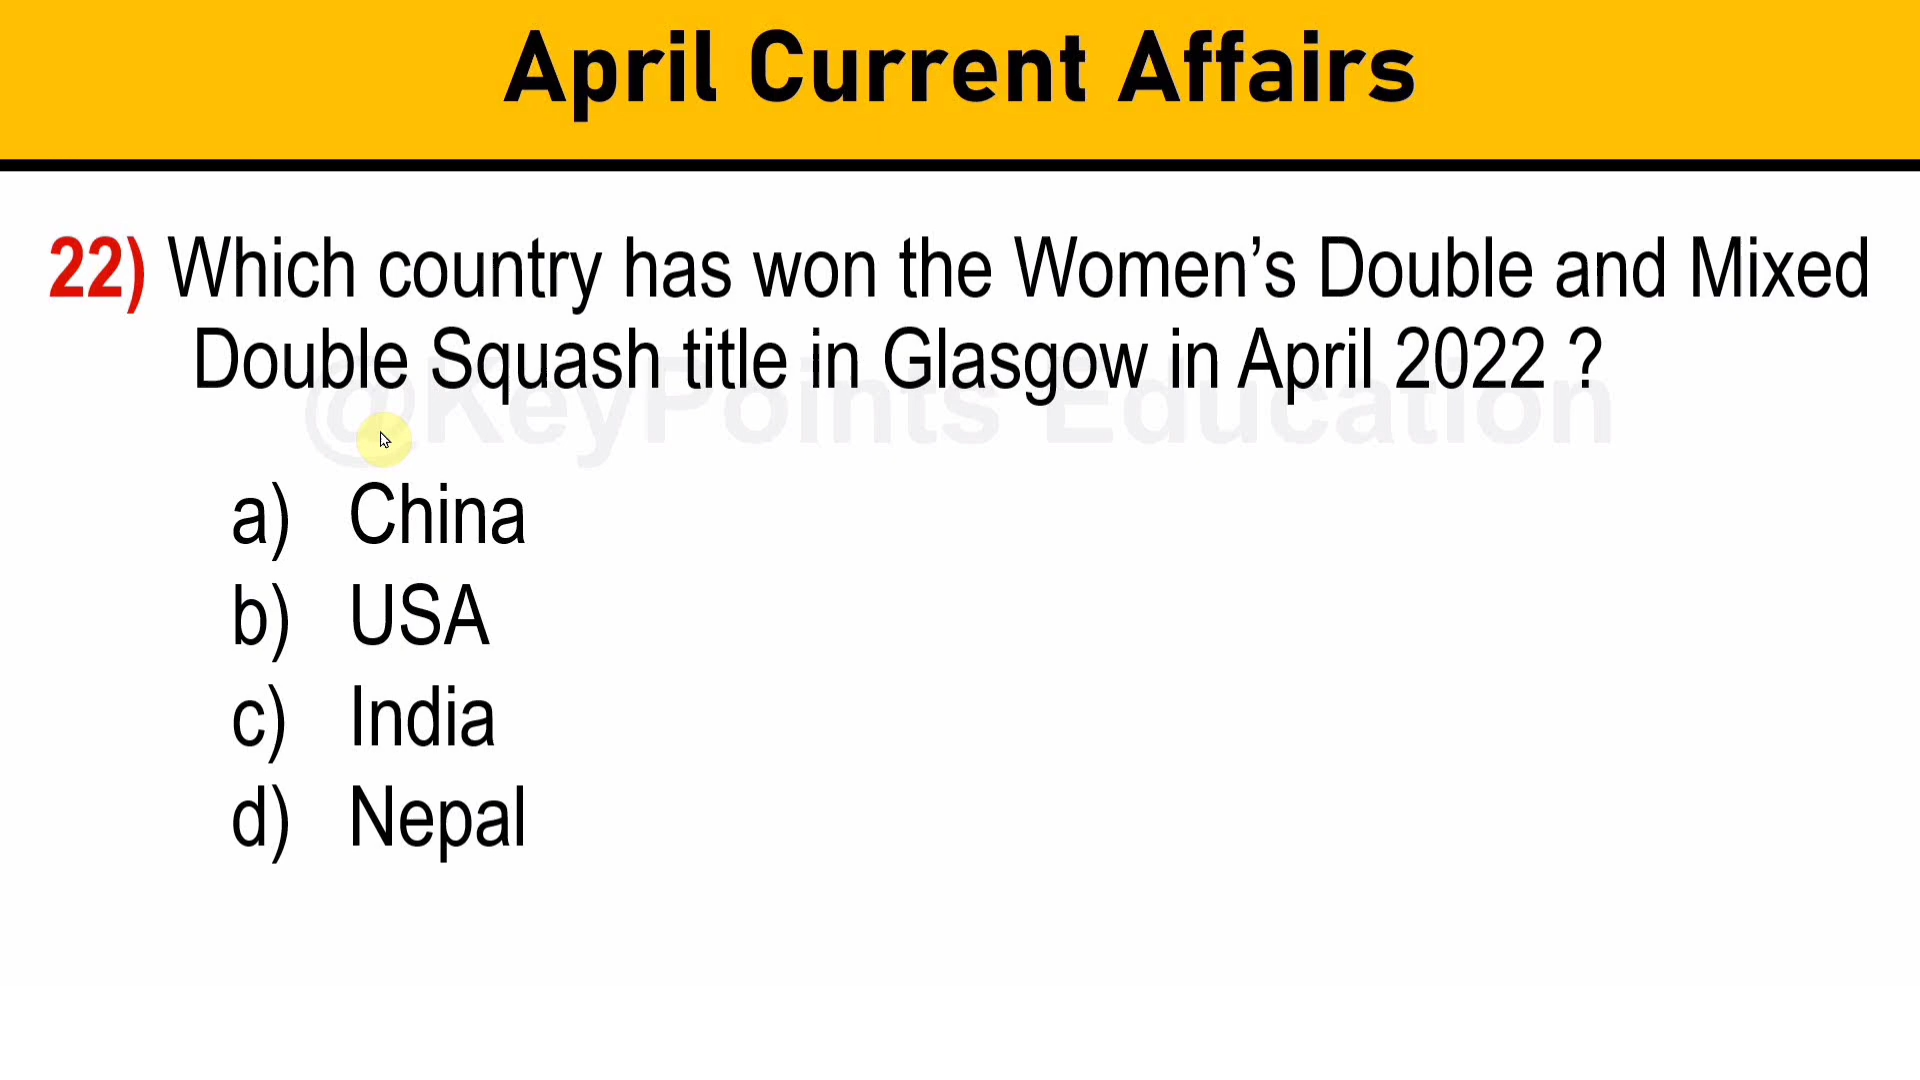 April Current Affairs
22) Which country has won the Women’s Double and Mixed
Double Squash title in Glasgow in April 2022 ?
@KeyPoints Education
a) China
b) USA
c) India
d) Nepal